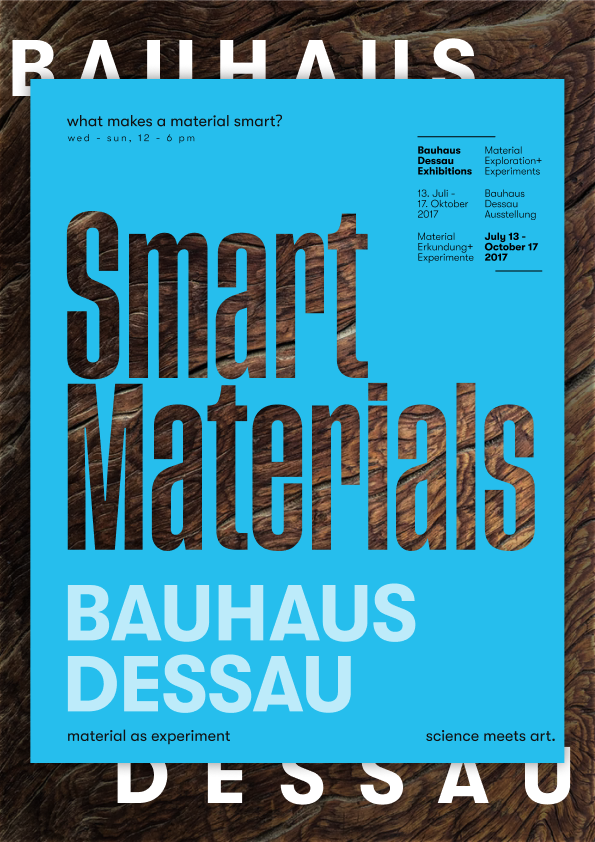 BAUHAUS
what makes a material smart?
wed - sun, 12 - 6 pm
Bauhaus
Dessau
Exhibitions
13. Juli -
17. Oktober
2017
Material
Erkundung+
Experimente
Material
Exploration+
Experiments
Bauhaus
Dessau
Ausstellung
July 13 -
October 17
2017
Smart
Materials
BAUHAUS
DESSAU
material as experiment
science meets art.
DESSAU